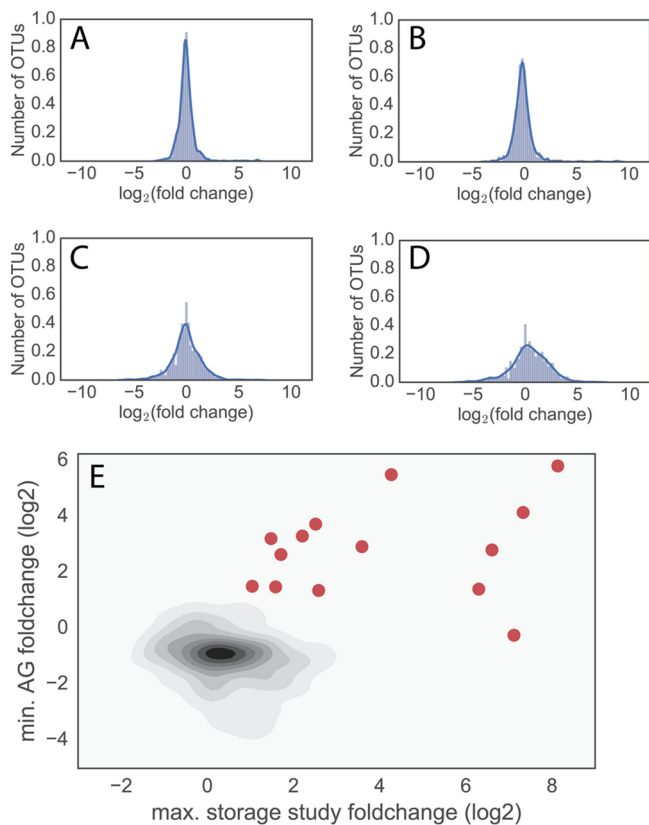 A
Number of OTUs
1.0
0.8
0.6
0.4
0.2
0.0
−10 −5 0 5 10
log2(fold change)
B
Number of OTUs
1.0
0.8
0.6
0.4
0.2
0.0
−10 −5 0 5 10
log2(fold change)
C
Number of OTUs
1.0
0.8
0.6
0.4
0.2
0.0
−10 −5 0 5 10
log2(fold change)
D
Number of OTUs
1.0
0.8
0.6
0.4
0.2
0.0
−10 −5 0 5 10
log2(fold change)
E
min. AG foldchange (log2)
6
4
2
0
−2
−4
−2 0 2 4 6 8
max. storage study foldchange (log2)